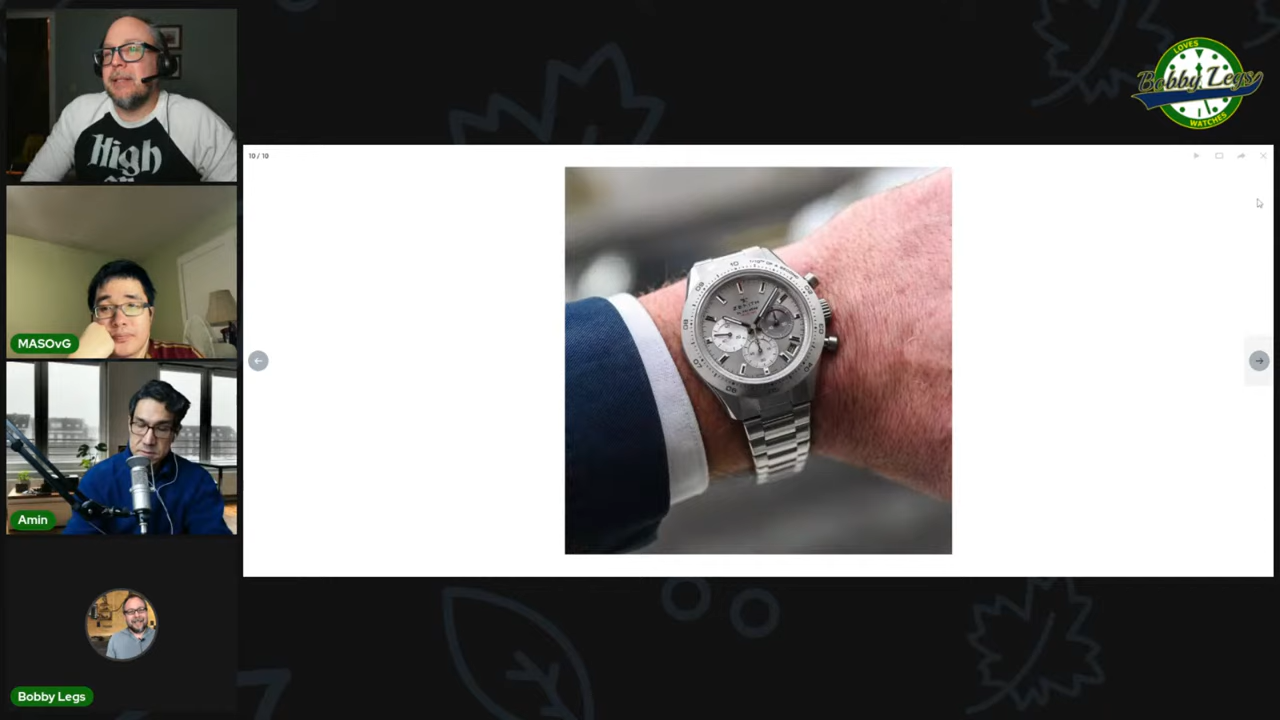 High
MASOvG
Amin
Bobby Legs
LOVES
Bobby Legs
WATCHES
10 / 10
ZENITH